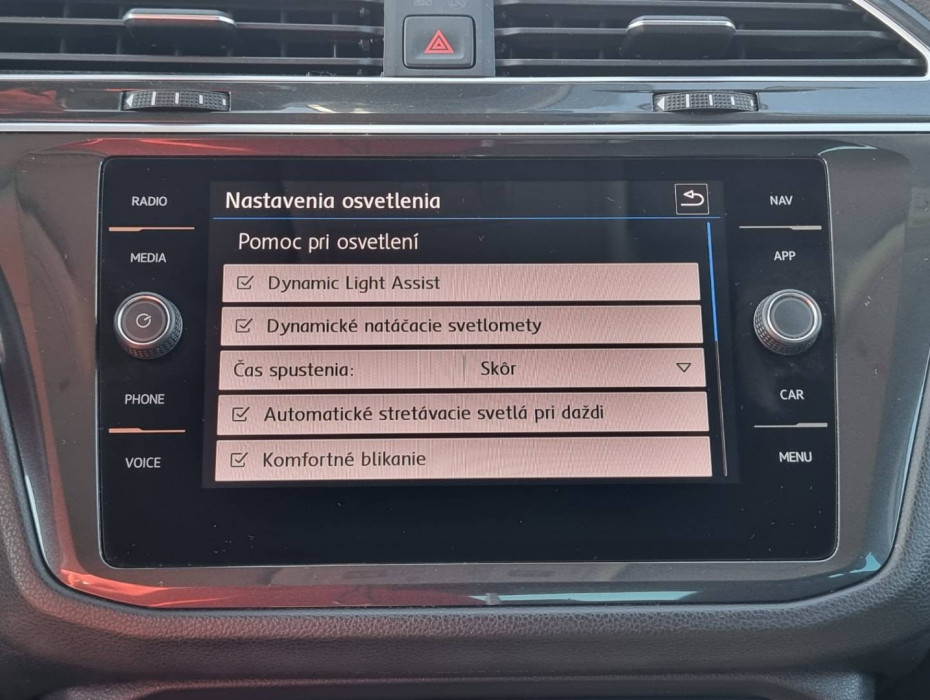 RADIO
MEDIA
PHONE
VOICE
Nastavenia osvetlenia
Pomoc pri osvetlení
Dynamic Light Assist
Dynamické natáčacie svetlomety
Čas spustenia: Skôr
Automatické stretávacie svetlá pri daždi
Komfortné blikanie
NAV
APP
CAR
MENU